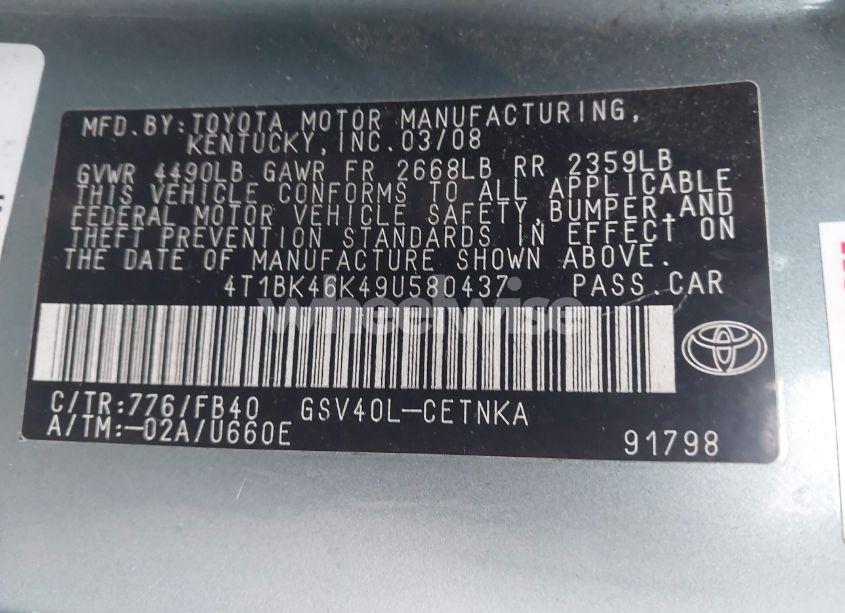 MFD.BY:TOYOTA MOTOR MANUFACTURING,
KENTUCKY,INC.03/08
GVWR 4490LB GAWR FR 2668LB RR 2359LB
THIS VEHICLE CONFORMS TO ALL APPLICABLE
FEDERAL MOTOR VEHICLE SAFETY,BUMPER,AND
THEFT PREVENTION STANDARDS IN EFFECT ON
THE DATE OF MANUFACTURE SHOWN ABOVE.
4T1BK46K49U580437 PASS.CAR
wheelwise
C/TR:776/FB40 GSV40L-CETNKA
A/TM:-02A/U660E
91798